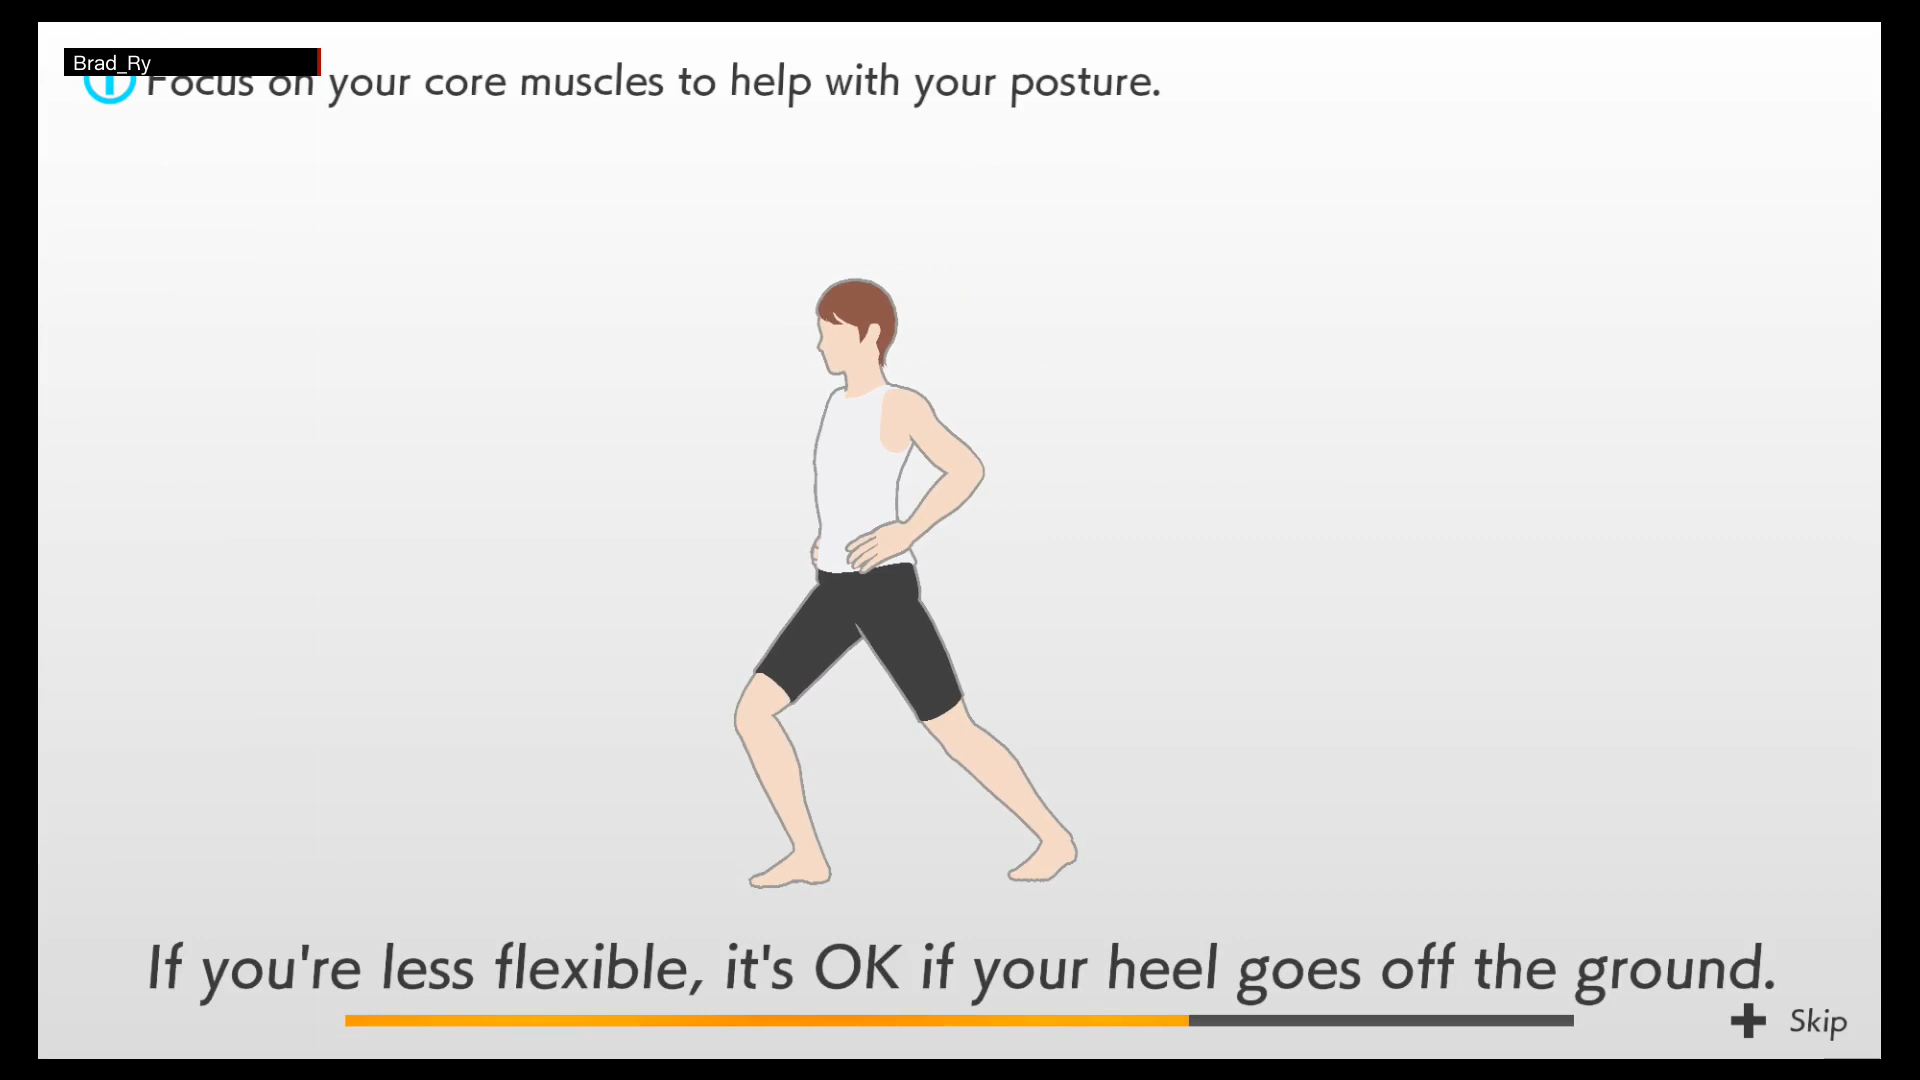 Brad_Ry
Focus on your core muscles to help with your posture.
If you're less flexible, it's OK if your heel goes off the ground.
Skip